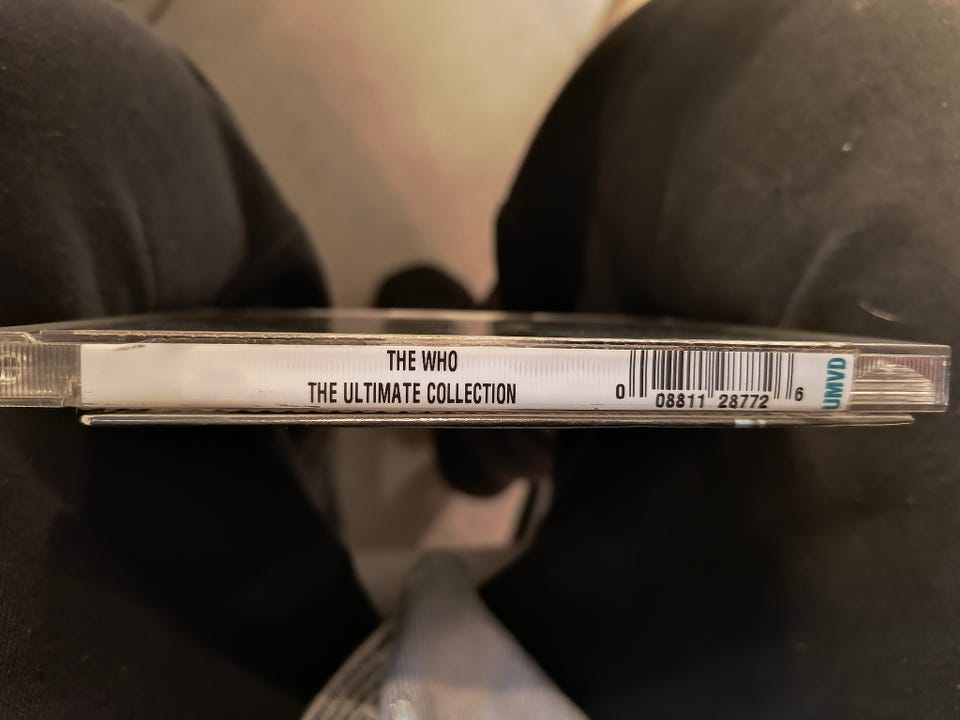 THE WHO
THE ULTIMATE COLLECTION
0 08811 28772 6
UMVD